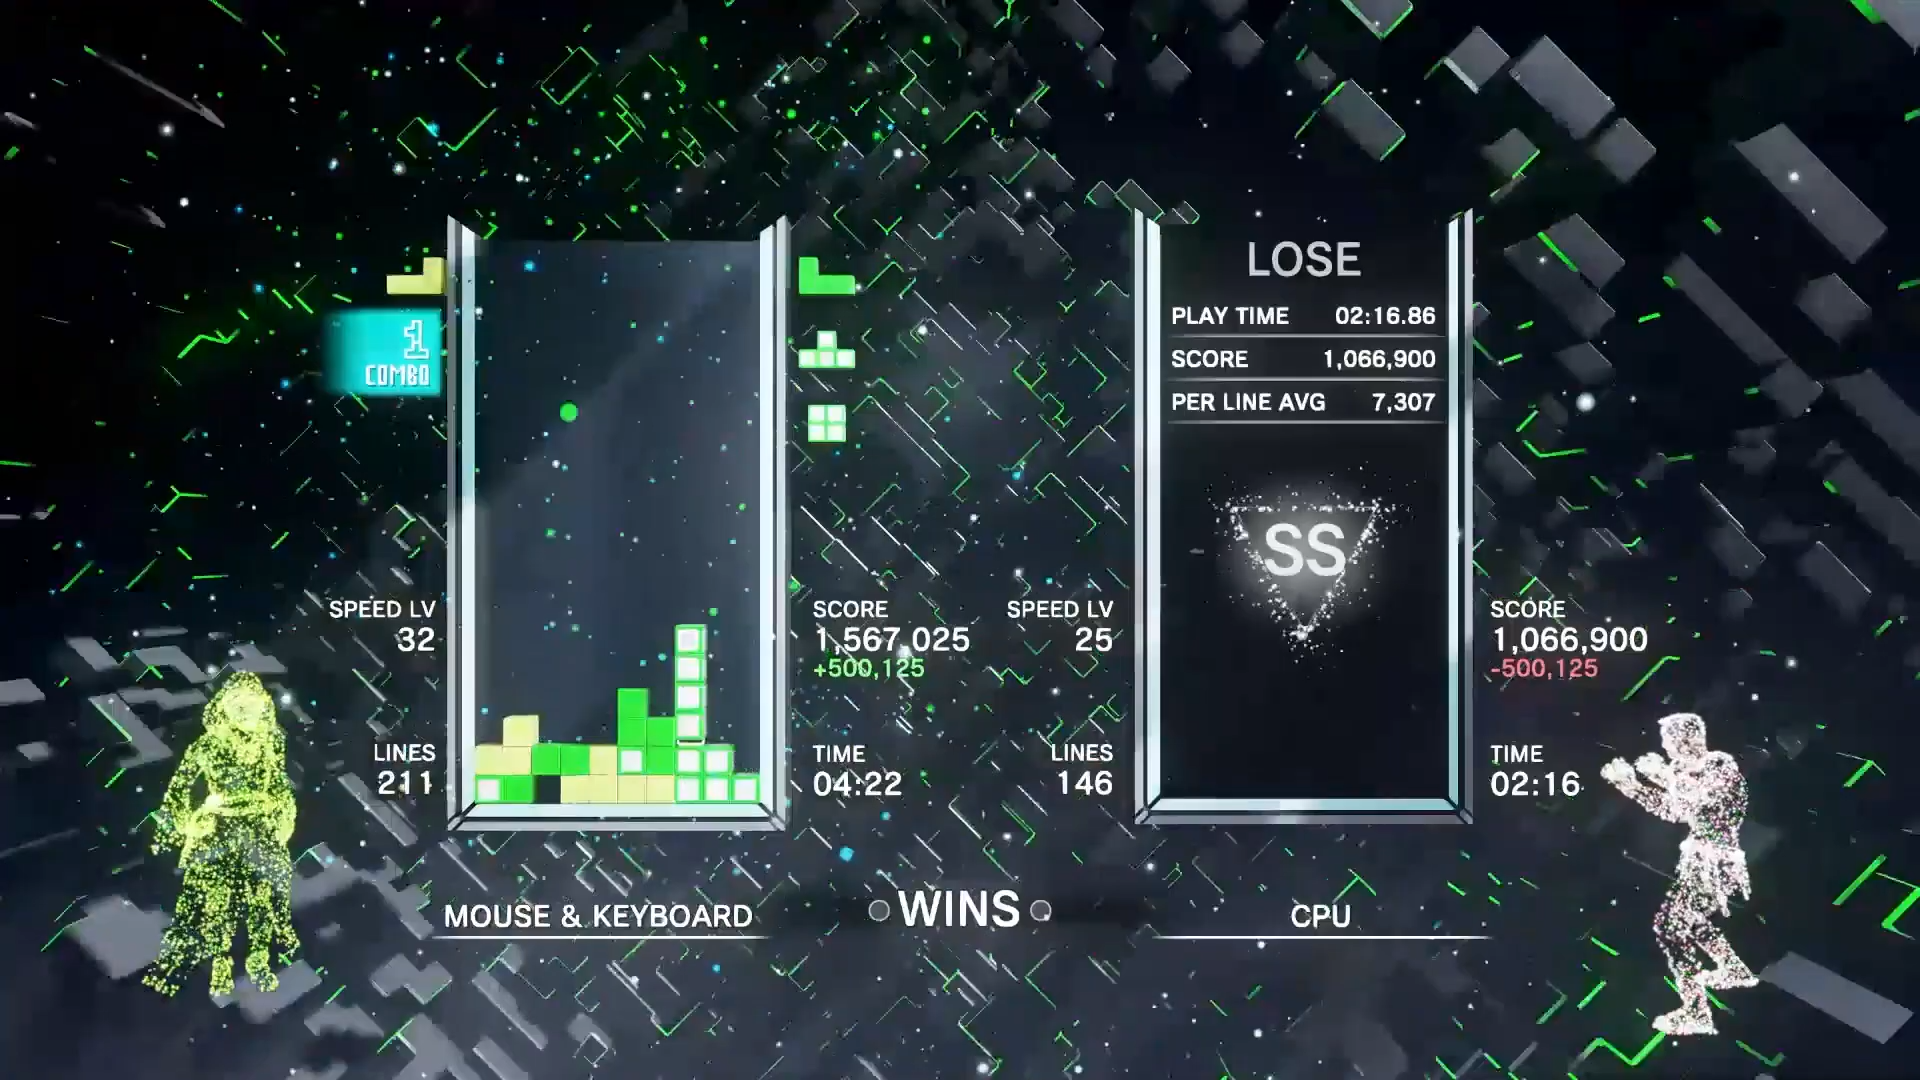 1
COMBO
SPEED LV
32
LINES
211
SCORE
1,567,025
+500,125
TIME
04:22
LOSE
PLAY TIME 02:16.86
SCORE 1,066,900
PER LINE AVG 7,307
SS
SPEED LV
25
LINES
146
SCORE
1,066,900
-500,125
TIME
02:16
MOUSE & KEYBOARD
WINS
CPU